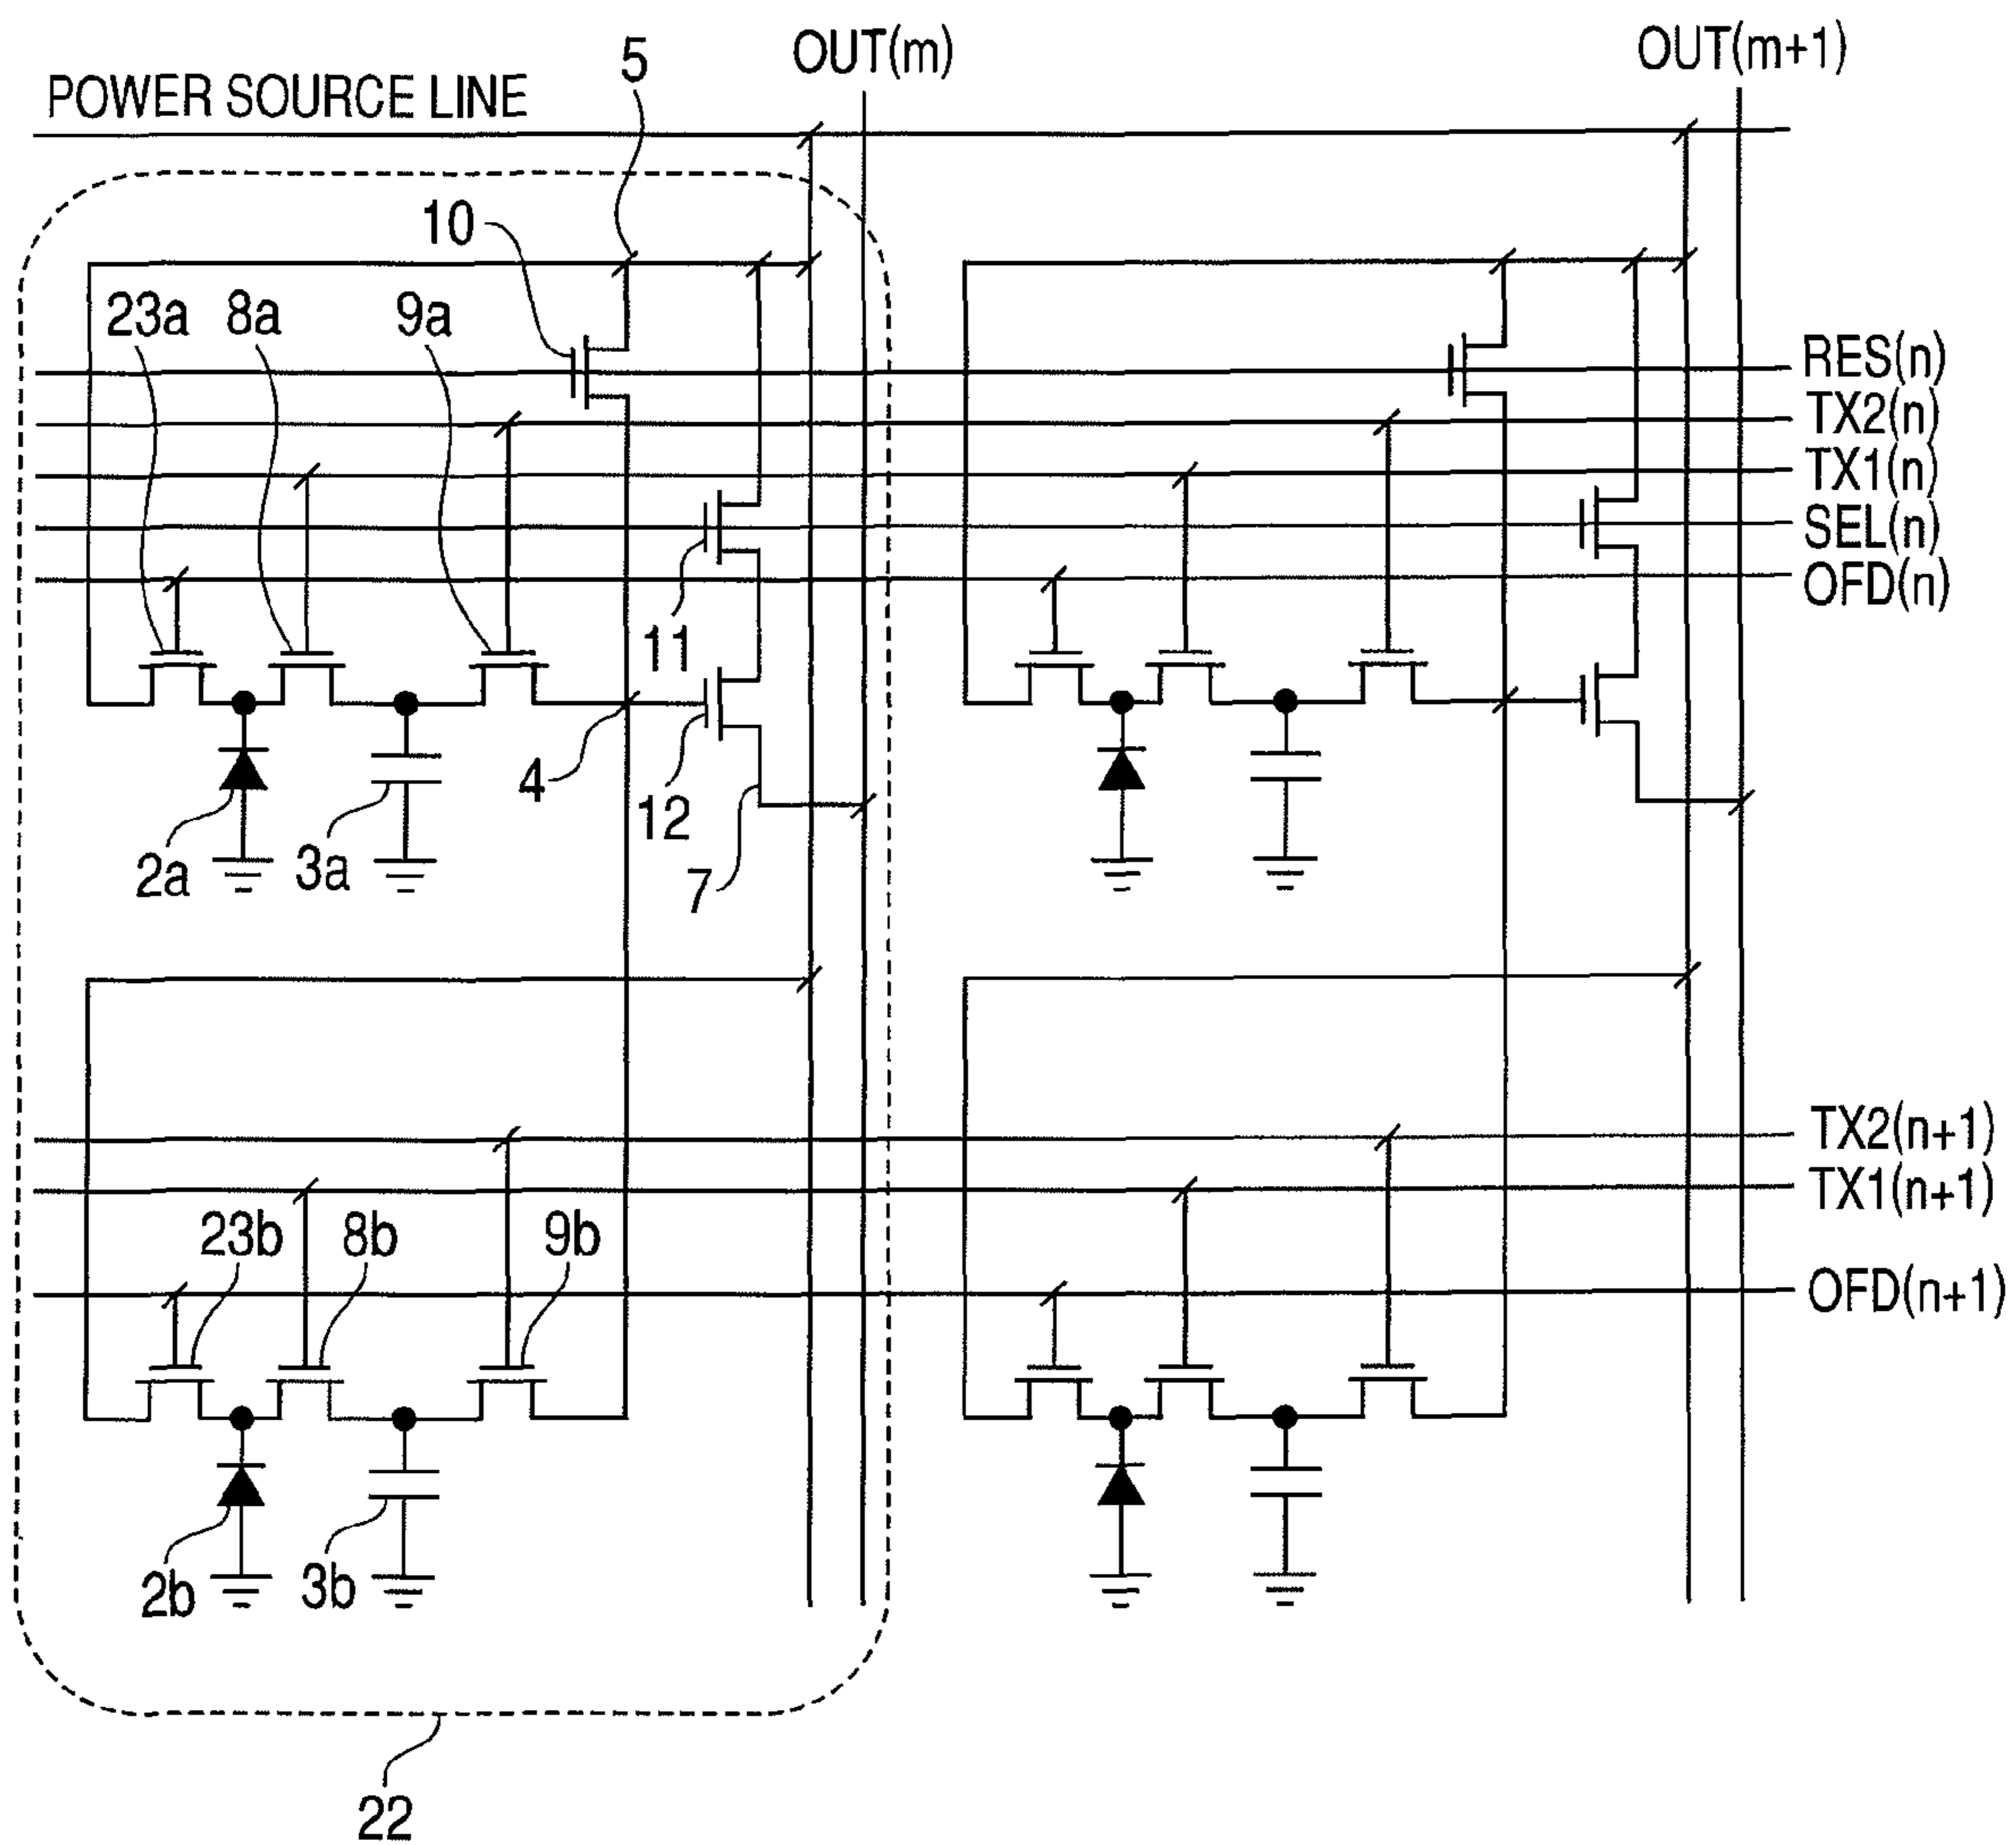 OUT(m)
OUT(m+1)
5
POWER SOURCE LINE
10
23a
8a
9a
RES(n)
TX2(n)
TX1(n)
SEL(n)
OFD(n)
11
4
12
2a
3a
7
TX2(n+1)
TX1(n+1)
23b
8b
9b
OFD(n+1)
2b
3b
22